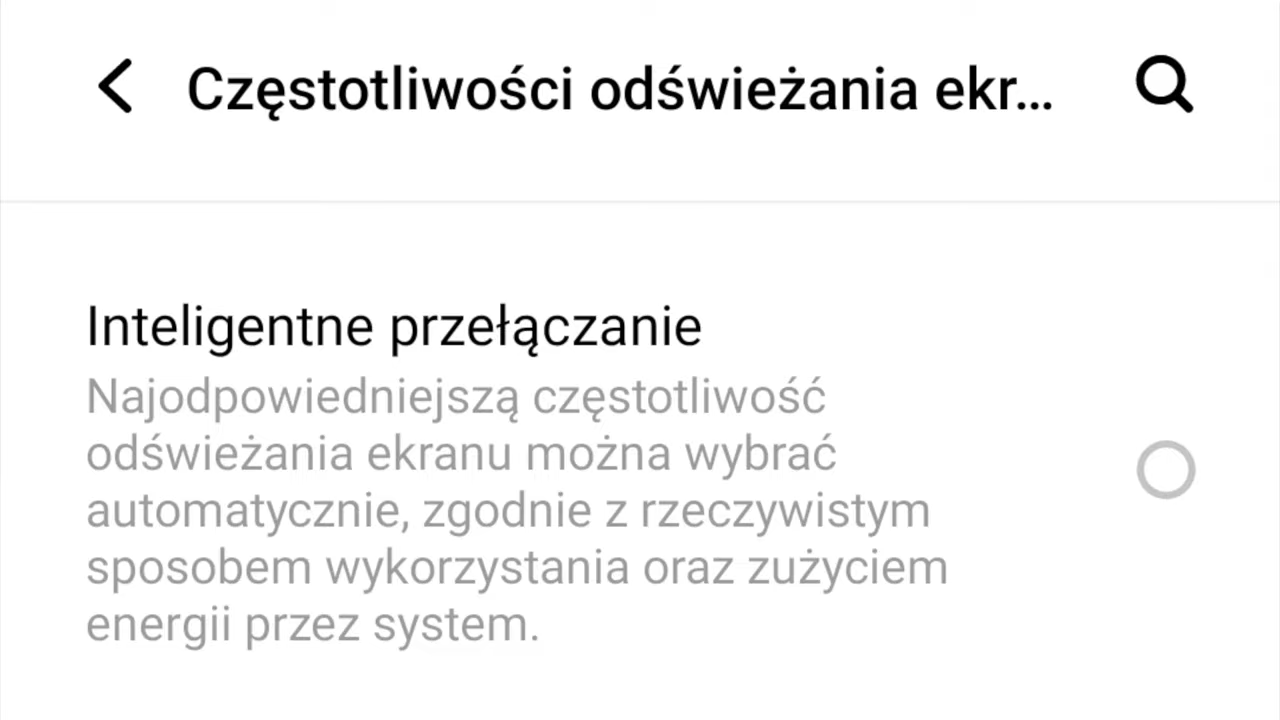 Częstotliwości odświeżania ekr...
Inteligentne przełączanie
Najodpowiedniejszą częstotliwość
odświeżania ekranu można wybrać
automatycznie, zgodnie z rzeczywistym
sposobem wykorzystania oraz zużyciem
energii przez system.